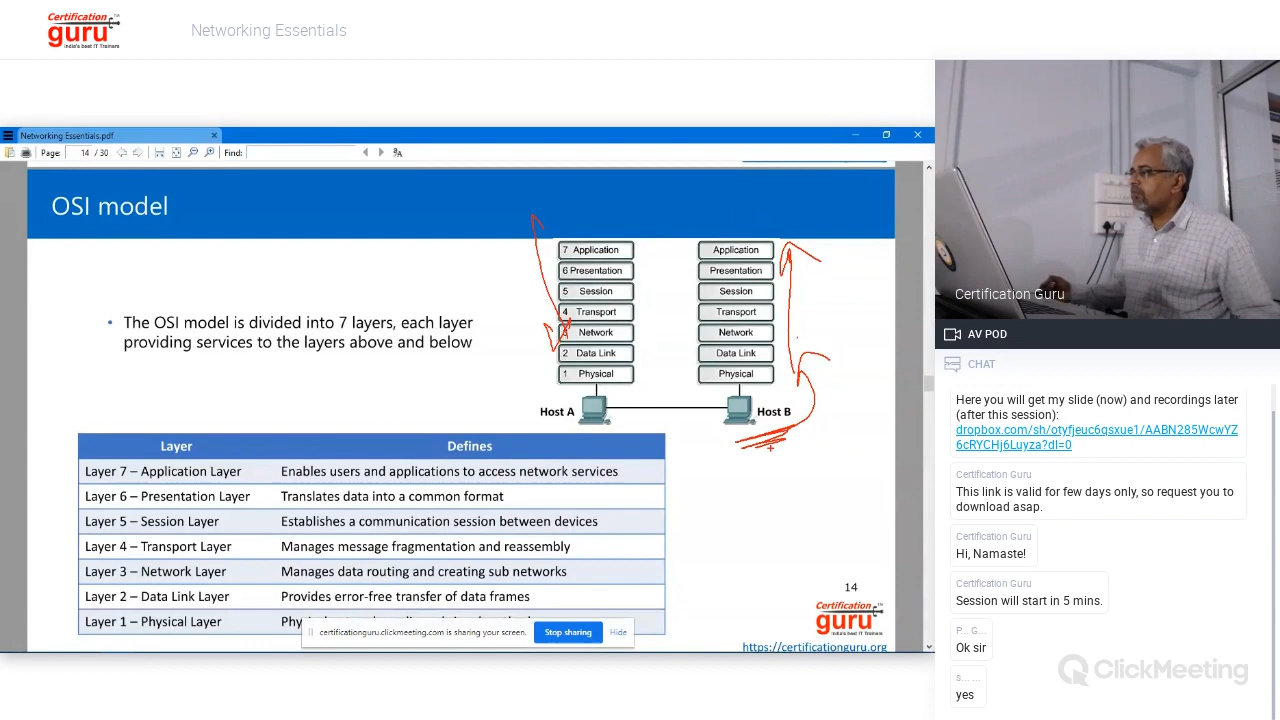 Certification
guru
India's best IT Trainers
Networking Essentials
Networking Essentials.pdf
Page: 14 / 30 Find:
OSI model
• The OSI model is divided into 7 layers, each layer
providing services to the layers above and below
7 Application
6 Presentation
5 Session
4 Transport
Network
2 Data Link
1 Physical
Host A
Application
Presentation
Session
Transport
Network
Data Link
Physical
Host B
Layer Defines
Layer 7 – Application Layer Enables users and applications to access network services
Layer 6 – Presentation Layer Translates data into a common format
Layer 5 – Session Layer Establishes a communication session between devices
Layer 4 – Transport Layer Manages message fragmentation and reassembly
Layer 3 – Network Layer Manages data routing and creating sub networks
Layer 2 – Data Link Layer Provides error-free transfer of data frames
Layer 1 – Physical Layer
certificationguru.clickmeeting.com is sharing your screen. Stop sharing Hide
14
Certification
guru
India's best IT Trainers
https://certificationguru.org
Certification Guru
AV POD
CHAT
Here you will get my slide (now) and recordings later
(after this session):
dropbox.com/sh/otyfjeuc6qsxue1/AABN285WcwYZ
6cRYCHj6Luyza?dl=0
Certification Guru
This link is valid for few days only, so request you to
download asap.
Certification Guru
Hi, Namaste!
Certification Guru
Session will start in 5 mins.
P... G...
Ok sir
s... ...
yes
ClickMeeting